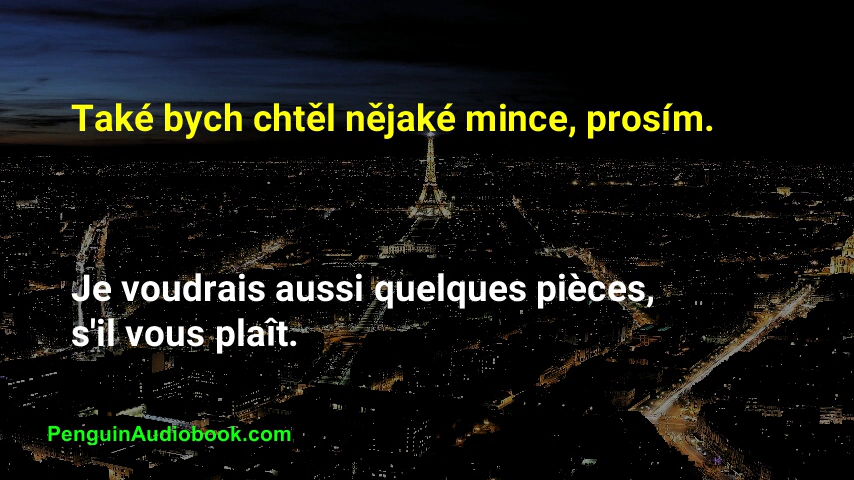 Také bych chtěl nějaké mince, prosím.
Je voudrais aussi quelques pièces,
s'il vous plaît.
PenguinAudiobook.com